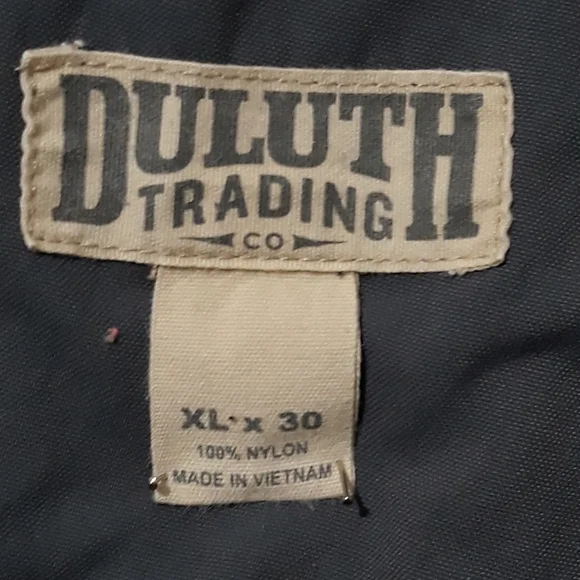 DULUTH
TRADING
CO
XL x 30
100% NYLON
MADE IN VIETNAM